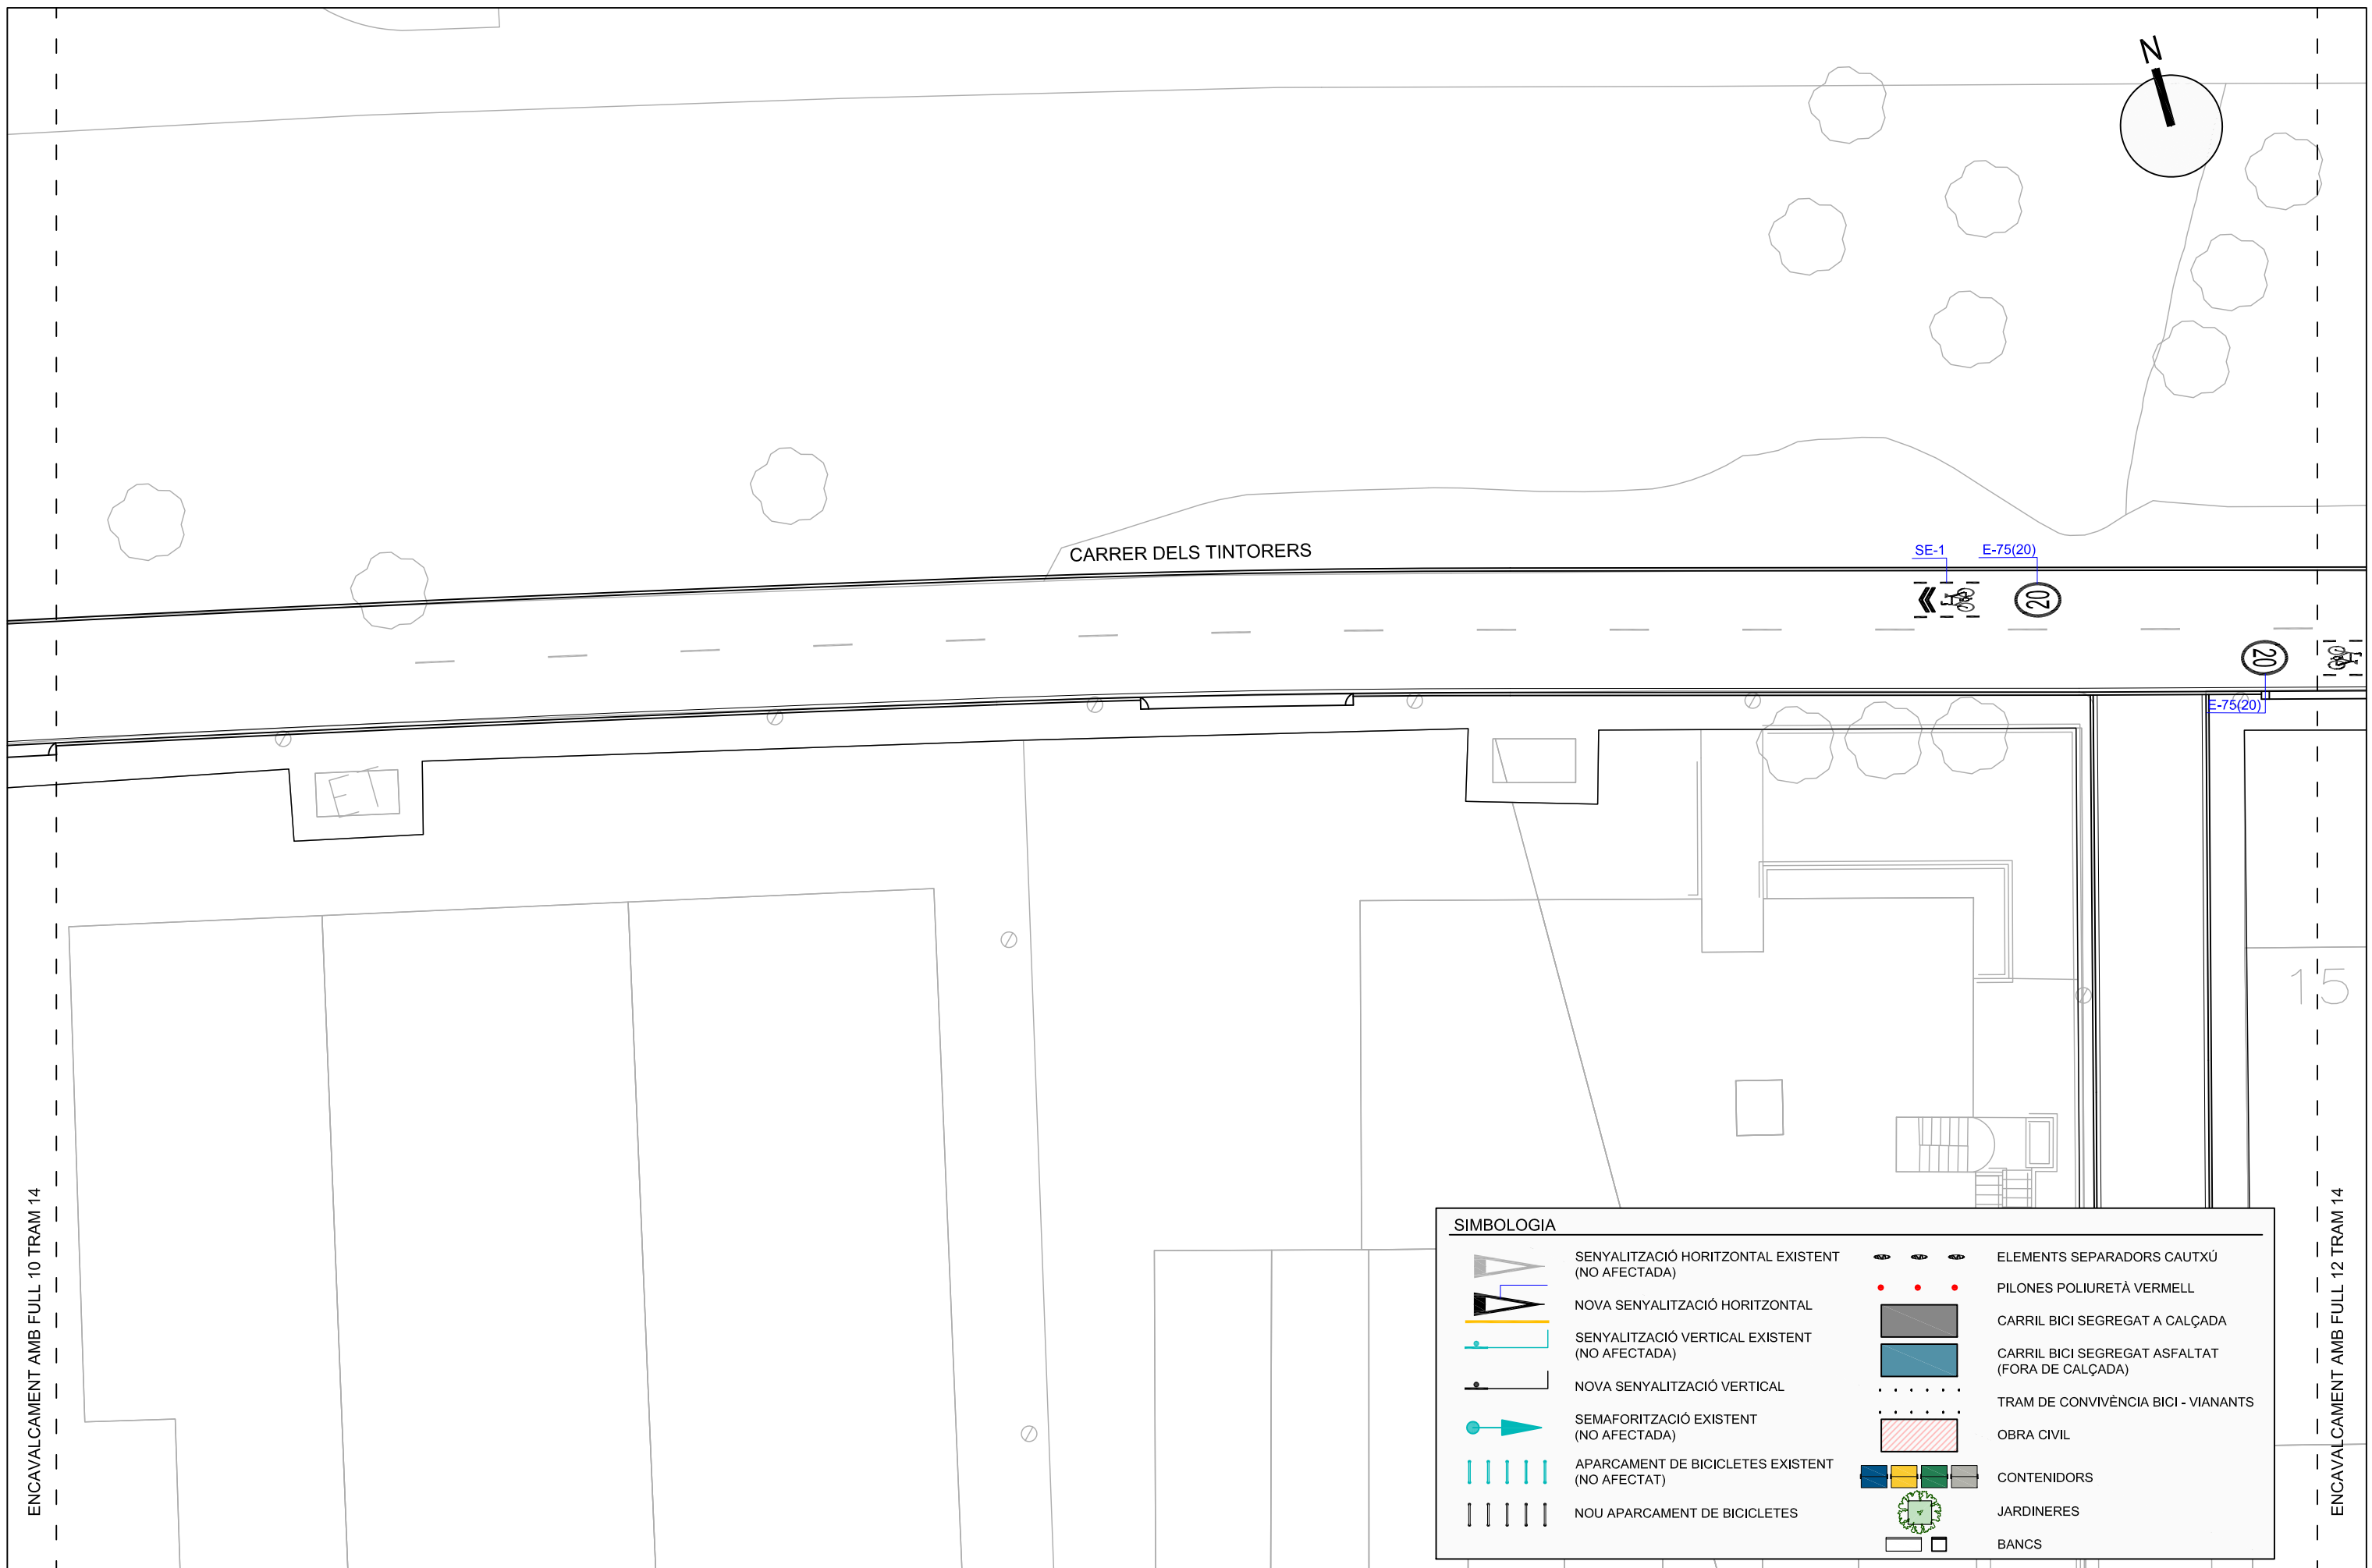 N
CARRER DELS TINTORERS
SE-1
E-75(20)
20
20
E-75(20)
15
ENCAVALCAMENT AMB FULL 10 TRAM 14
ENCAVALCAMENT AMB FULL 12 TRAM 14
SIMBOLOGIA
SENYALITZACIÓ HORITZONTAL EXISTENT
(NO AFECTADA)
NOVA SENYALITZACIÓ HORITZONTAL
SENYALITZACIÓ VERTICAL EXISTENT
(NO AFECTADA)
NOVA SENYALITZACIÓ VERTICAL
SEMAFORITZACIÓ EXISTENT
(NO AFECTADA)
APARCAMENT DE BICICLETES EXISTENT
(NO AFECTAT)
NOU APARCAMENT DE BICICLETES
ELEMENTS SEPARADORS CAUTXÚ
PILONES POLIURETÀ VERMELL
CARRIL BICI SEGREGAT A CALÇADA
CARRIL BICI SEGREGAT ASFALTAT
(FORA DE CALÇADA)
TRAM DE CONVIVÈNCIA BICI - VIANANTS
OBRA CIVIL
CONTENIDORS
JARDINERES
BANCS